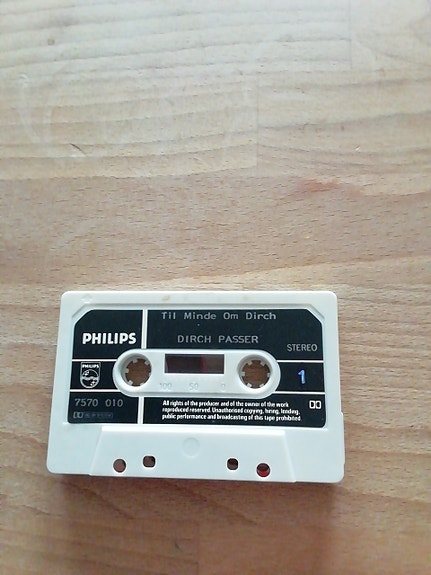 Til Minde Om Dirch
PHILIPS
DIRCH PASSER
STEREO
PHILIPS
100 50 0
1
7570 010
All rights of the producer and of the owner of the work
reproduced reserved. Unauthorised copying, hiring, lending,
public performance and broadcasting of this tape prohibited.